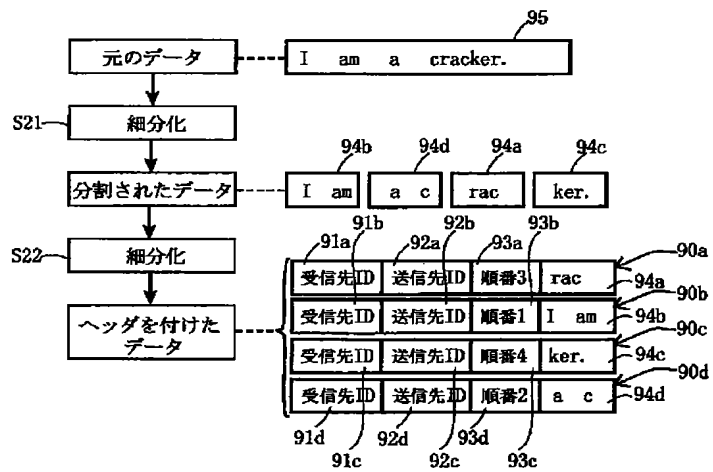 95
元のデータ I am a cracker.
S21 細分化
94b 94d 94a 94c
分割されたデータ I am a c rac ker.
91b 92b 93b
91a 92a 93a
S22 細分化
90a
受信先ID 送信先ID 順番3 rac
94a
90b
ヘッダを付けた
データ
受信先ID 送信先ID 順番1 I am
94b
90c
受信先ID 送信先ID 順番4 ker.
94c
90d
受信先ID 送信先ID 順番2 a c
94d
91d 92d 93d
91c 92c 93c